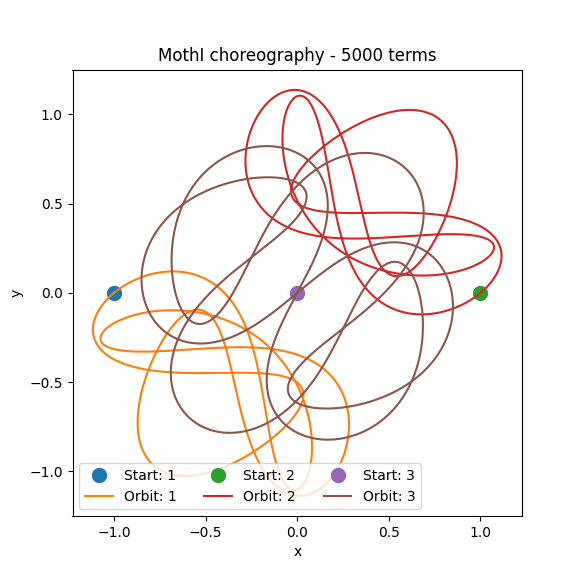 MothI choreography - 5000 terms
1.0
0.5
0.0
−0.5
−1.0
y
Start: 1 Start: 2 Start: 3
Orbit: 1 Orbit: 2 Orbit: 3
−1.0 −0.5 0.0 0.5 1.0
x